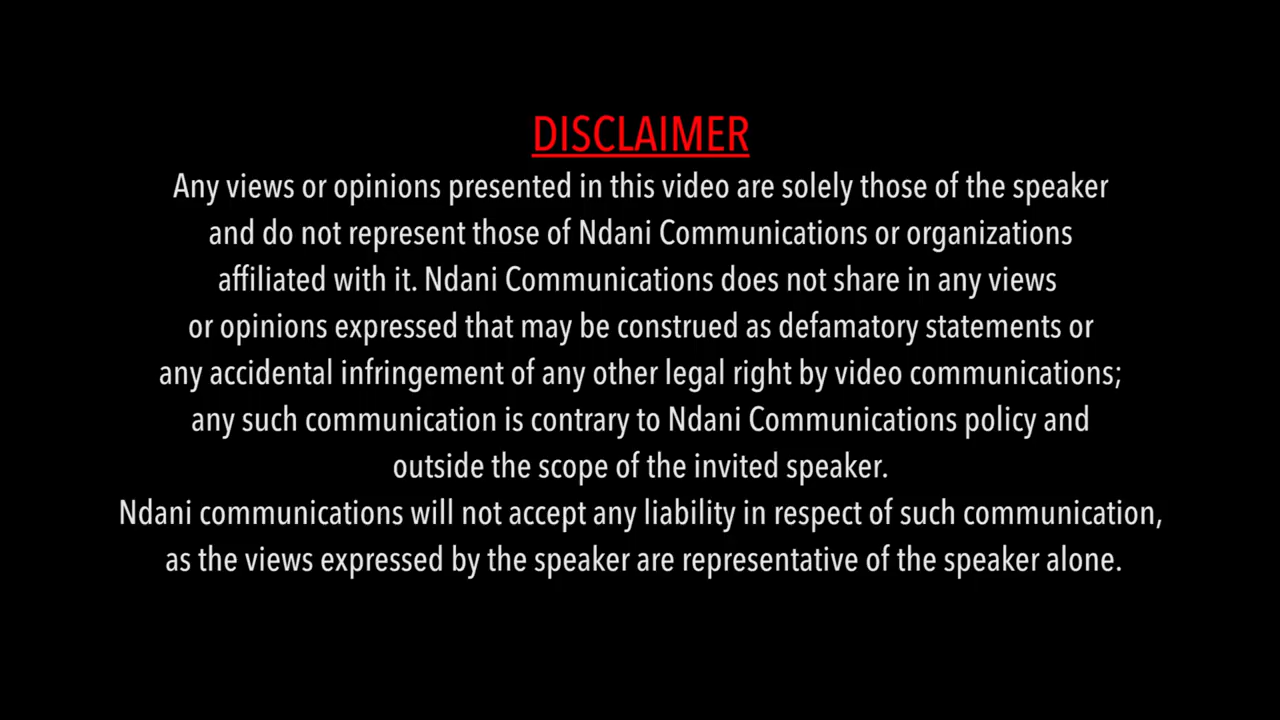 DISCLAIMER
Any views or opinions presented in this video are solely those of the speaker
and do not represent those of Ndani Communications or organizations
affiliated with it. Ndani Communications does not share in any views
or opinions expressed that may be construed as defamatory statements or
any accidental infringement of any other legal right by video communications;
any such communication is contrary to Ndani Communications policy and
outside the scope of the invited speaker.
Ndani communications will not accept any liability in respect of such communication,
as the views expressed by the speaker are representative of the speaker alone.